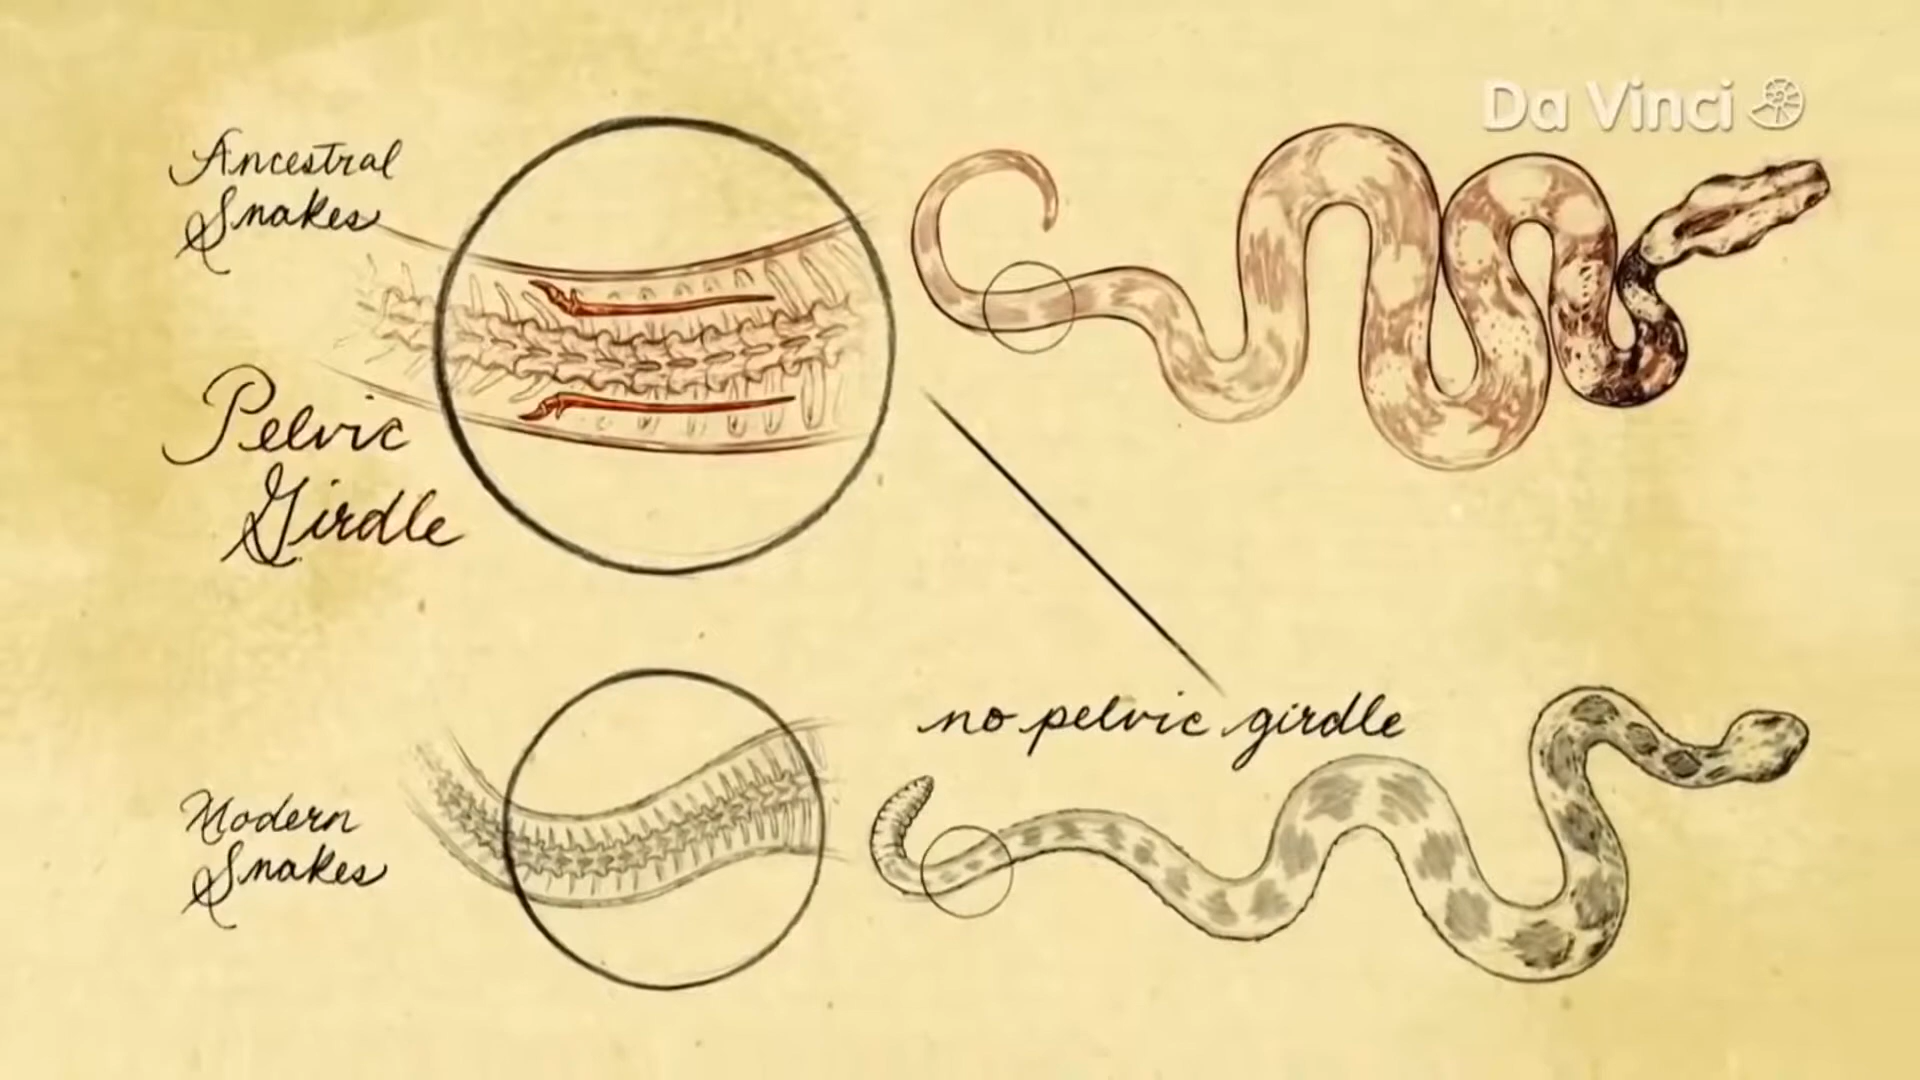 Da Vinci
Ancestral
Snakes
Pelvic
Girdle
no pelvic girdle
Modern
Snakes